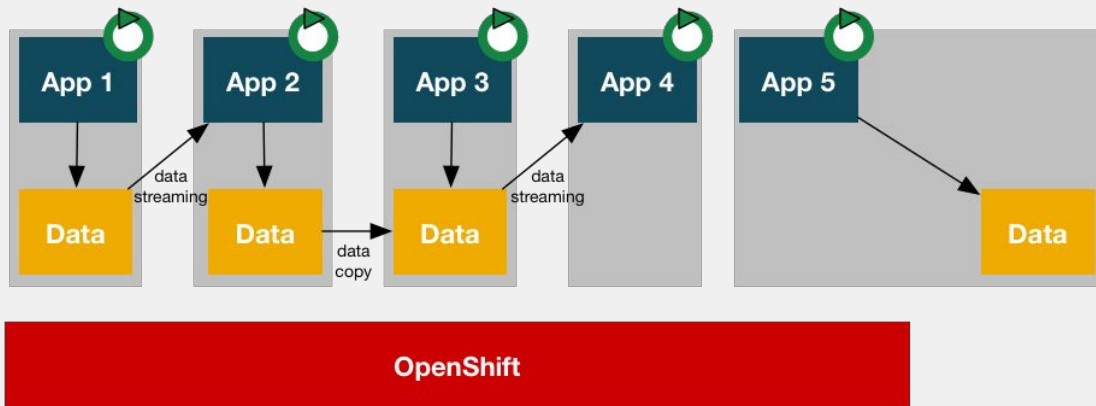 App 1
App 2
App 3
App 4
App 5
data
streaming
data
streaming
Data
Data
Data
Data
data
copy
OpenShift